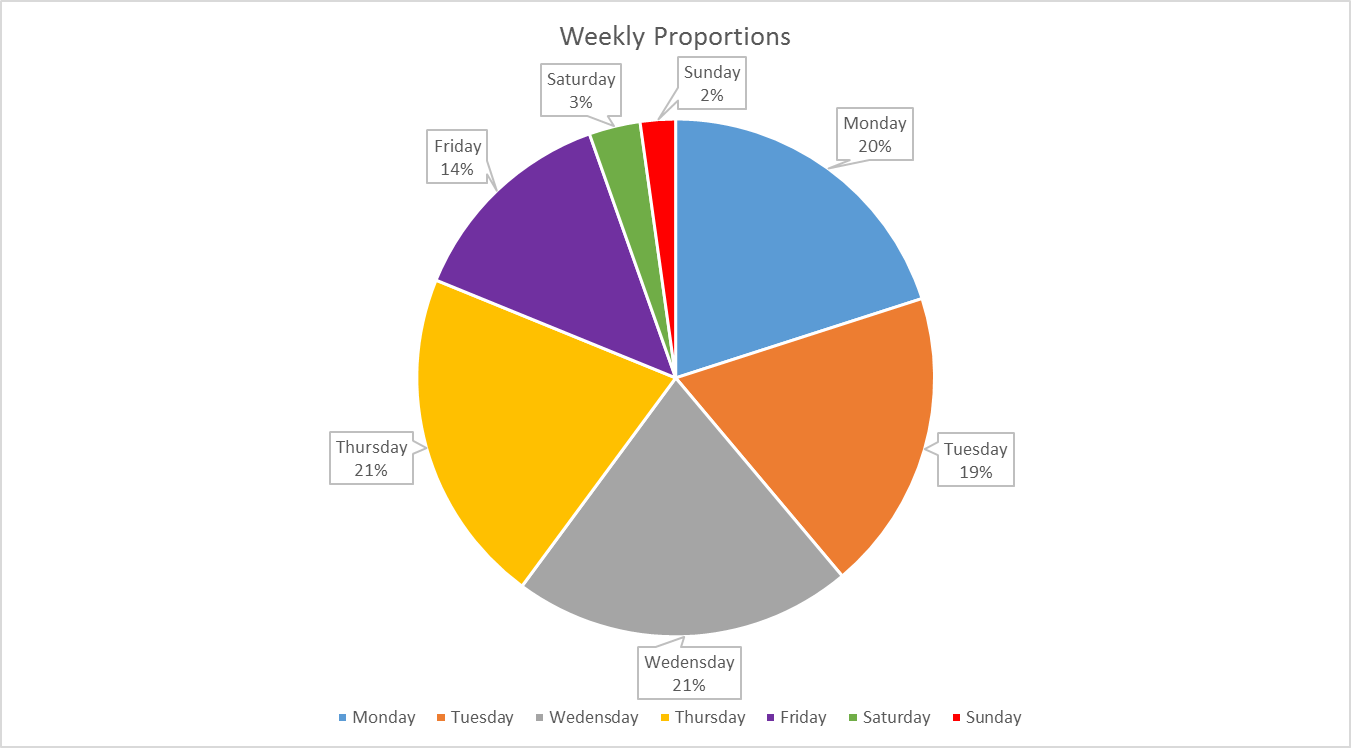 Weekly Proportions
Sunday
2%
Saturday
3%
Monday
20%
Friday
14%
Thursday
21%
Tuesday
19%
Wedensday
21%
Monday Tuesday Wedensday Thursday Friday Saturday Sunday